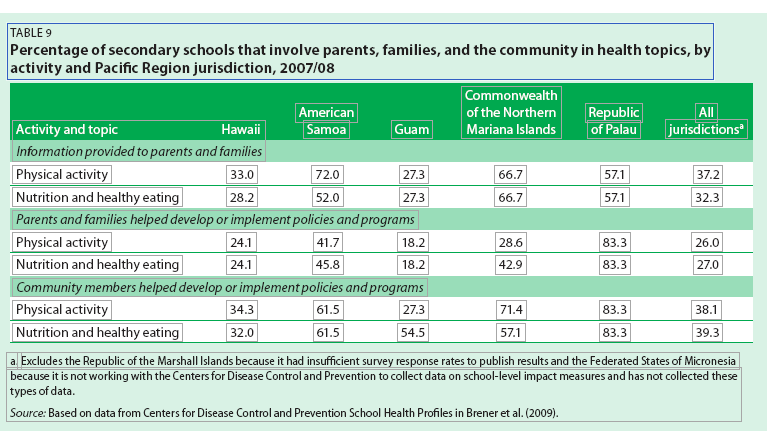 TABLE 9
Percentage of secondary schools that involve parents, families, and the community in health topics, by
activity and Pacific Region jurisdiction, 2007/08
Activity and topic Hawaii American Samoa Guam Commonwealth of the Northern Mariana Islands Republic of Palau All jurisdictionsa
Information provided to parents and families
Physical activity 33.0 72.0 27.3 66.7 57.1 37.2
Nutrition and healthy eating 28.2 52.0 27.3 66.7 57.1 32.3
Parents and families helped develop or implement policies and programs
Physical activity 24.1 41.7 18.2 28.6 83.3 26.0
Nutrition and healthy eating 24.1 45.8 18.2 42.9 83.3 27.0
Community members helped develop or implement policies and programs
Physical activity 34.3 61.5 27.3 71.4 83.3 38.1
Nutrition and healthy eating 32.0 61.5 54.5 57.1 83.3 39.3
a Excludes the Republic of the Marshall Islands because it had insufficient survey response rates to publish results and the Federated States of Micronesia
because it is not working with the Centers for Disease Control and Prevention to collect data on school-level impact measures and has not collected these
types of data.
Source: Based on data from Centers for Disease Control and Prevention School Health Profiles in Brener et al. (2009).